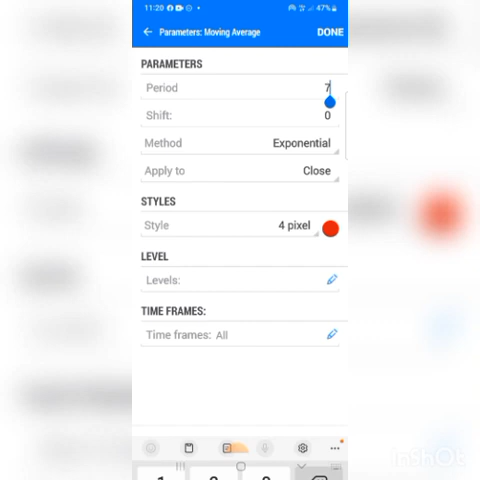 11:20
47%
Parameters: Moving Average DONE
PARAMETERS
Period 7
Shift: 0
Method Exponential
Apply to Close
STYLES
Style 4 pixel
LEVEL
Levels:
TIME FRAMES:
Time frames: All
InShOt